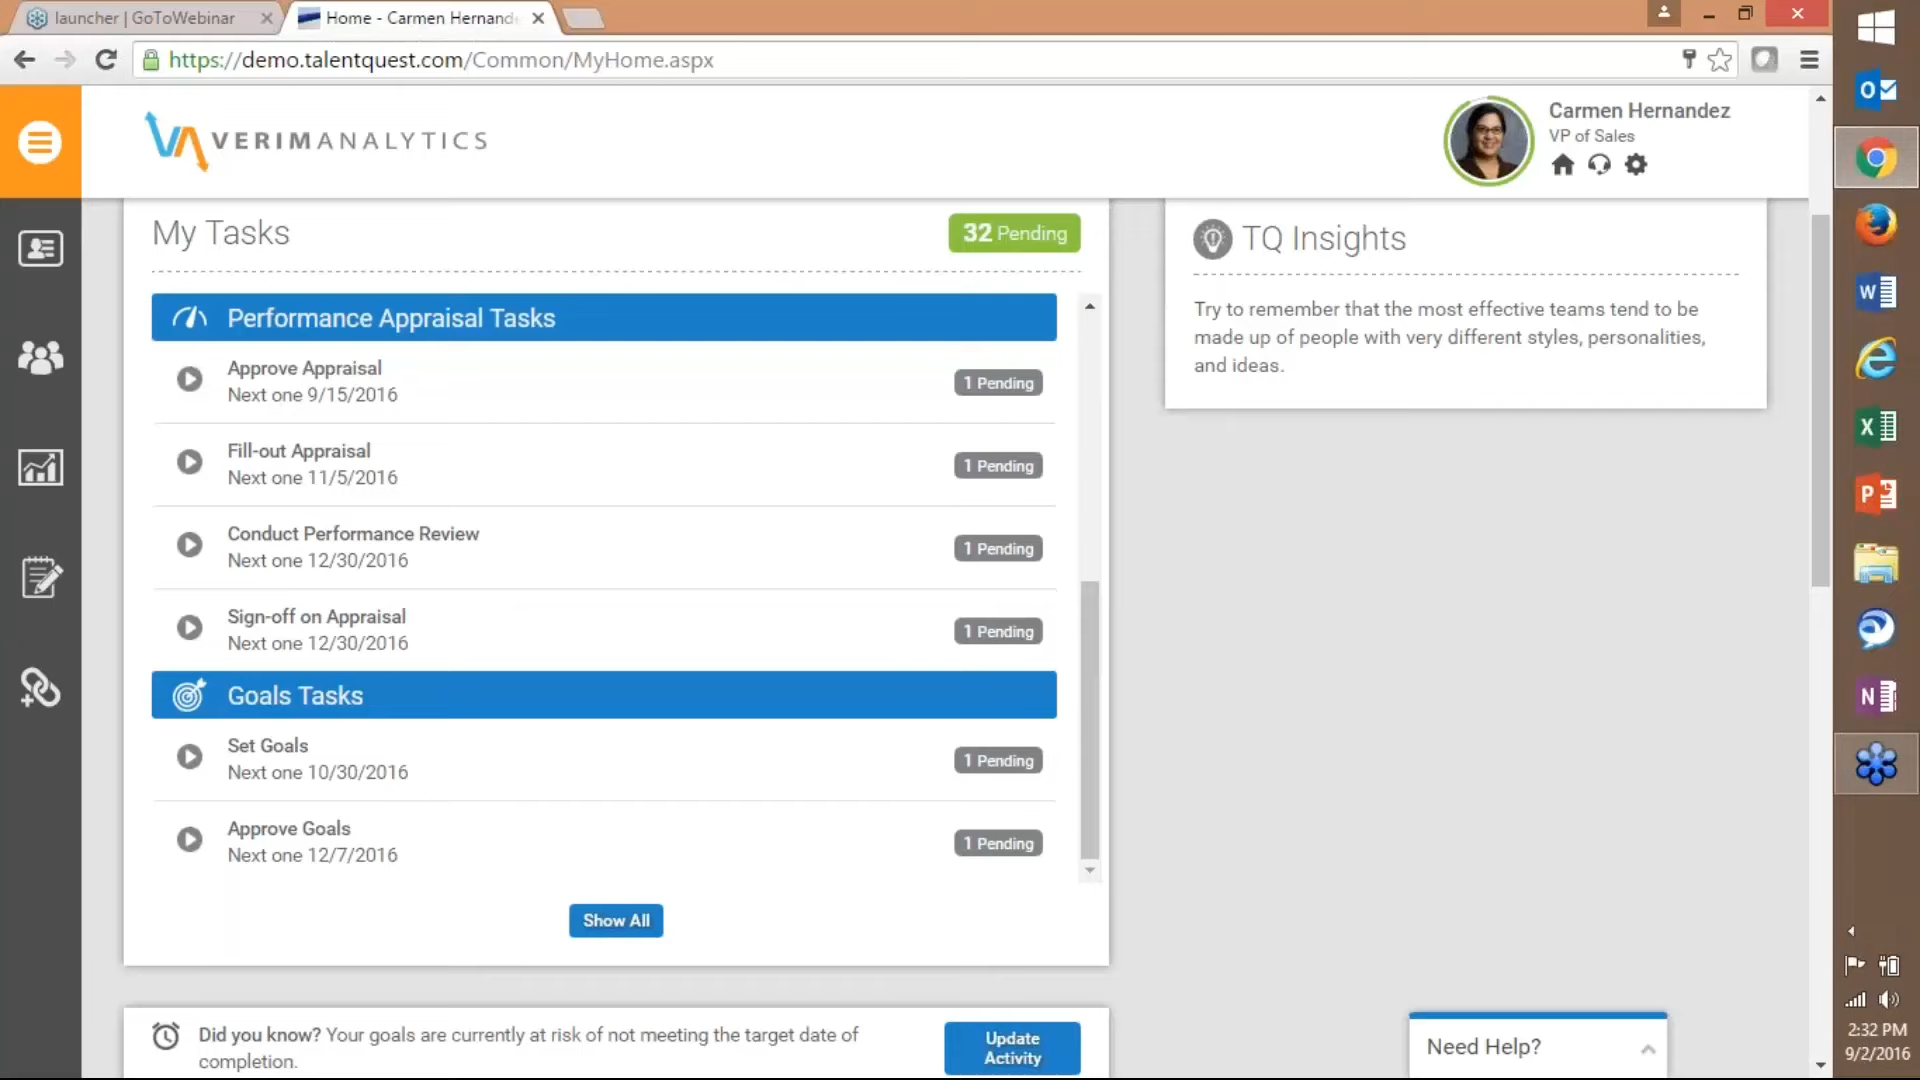 launcher | GoToWebinar
Home - Carmen Hernand
https://demo.talentquest.com/Common/MyHome.aspx
VERIMANALYTICS
Carmen Hernandez
VP of Sales
My Tasks
32 Pending
Performance Appraisal Tasks
Approve Appraisal
Next one 9/15/2016
1 Pending
Fill-out Appraisal
Next one 11/5/2016
1 Pending
Conduct Performance Review
Next one 12/30/2016
1 Pending
Sign-off on Appraisal
Next one 12/30/2016
1 Pending
Goals Tasks
Set Goals
Next one 10/30/2016
1 Pending
Approve Goals
Next one 12/7/2016
1 Pending
Show All
Did you know? Your goals are currently at risk of not meeting the target date of
completion.
Update
Activity
TQ Insights
Try to remember that the most effective teams tend to be
made up of people with very different styles, personalities,
and ideas.
Need Help?
2:32 PM
9/2/2016